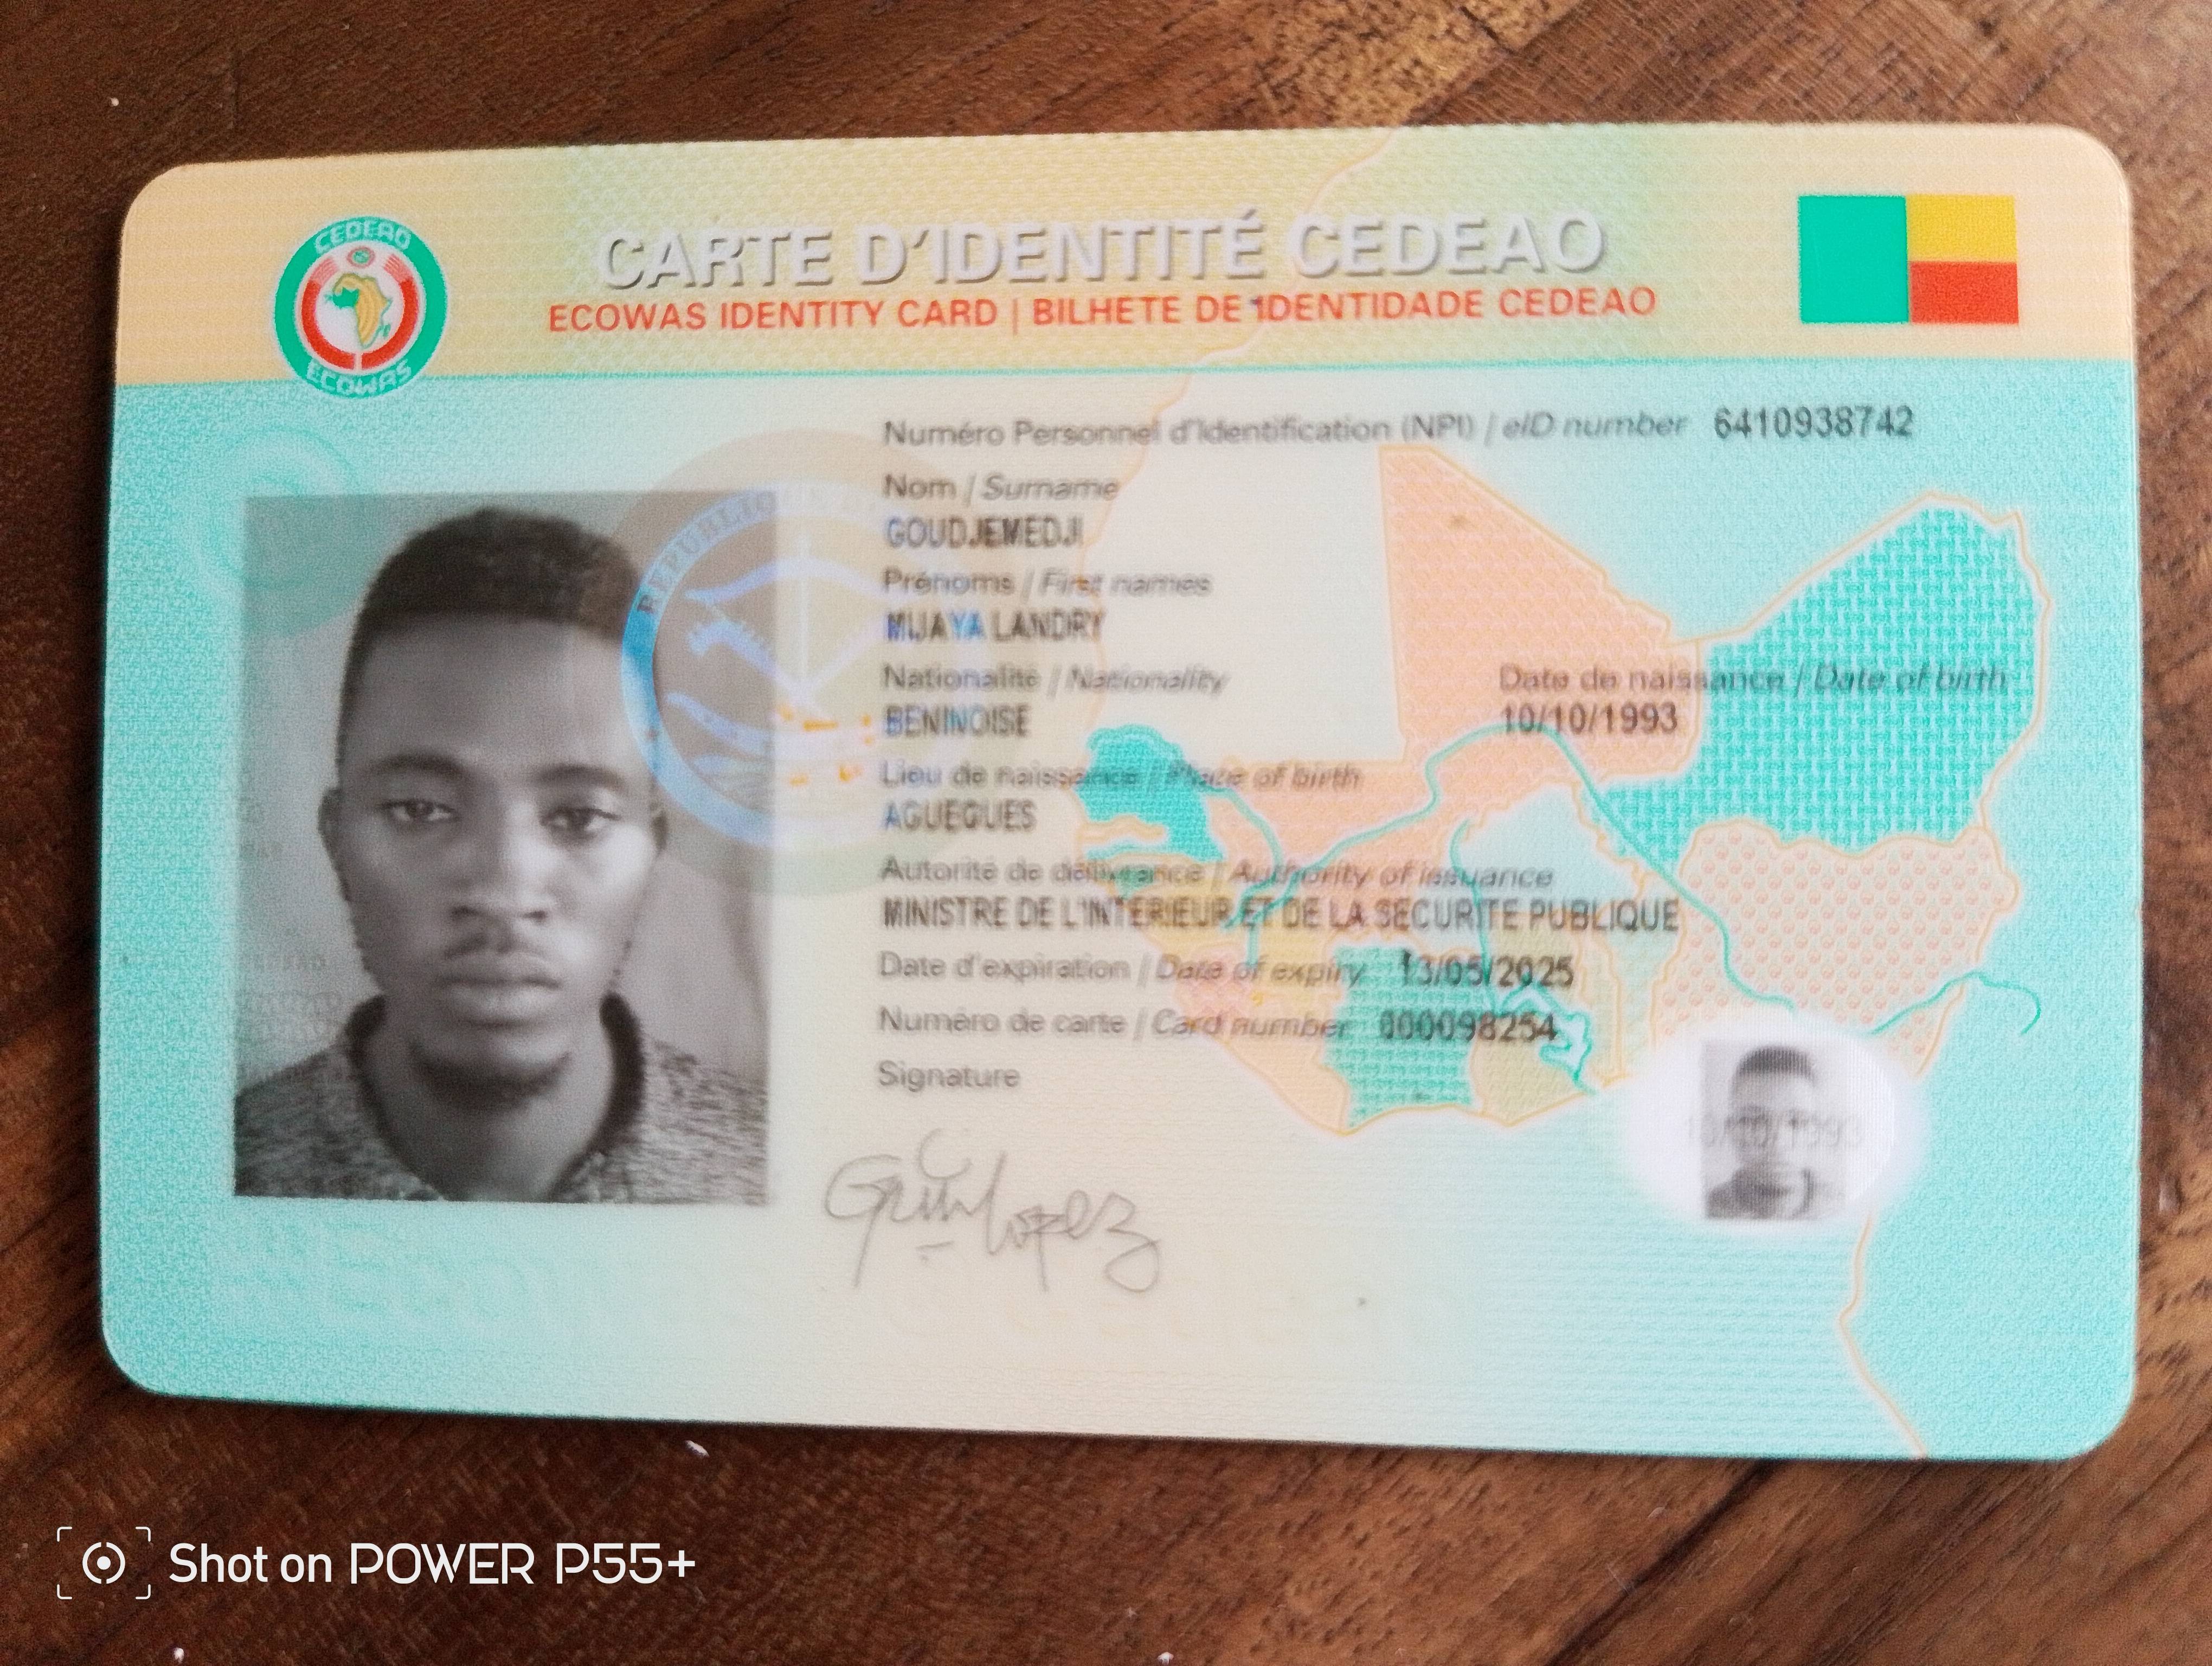 CEDEAO
ECOWAS
CARTE D'IDENTITÉ CEDEAO
ECOWAS IDENTITY CARD | BILHETE DE IDENTIDADE CEDEAO
Numéro Personnel d'Identification (NPI) / eID number 6410938742
Nom / Surname
GOUDJEMEDJI
Prénoms / First names
MIJAYA LANDRY
Nationalité / Nationality
BENINOISE
Date de naissance / Date of birth
10/10/1993
Lieu de naissance / Place of birth
AGUEGUES
Autorité de délivrance / Authority of issuance
MINISTRE DE L'INTERIEUR ET DE LA SECURITE PUBLIQUE
Date d'expiration / Date of expiry 13/05/2025
Numéro de carte / Card number 000098254
Signature
10/10/1993
Shot on POWER P55+